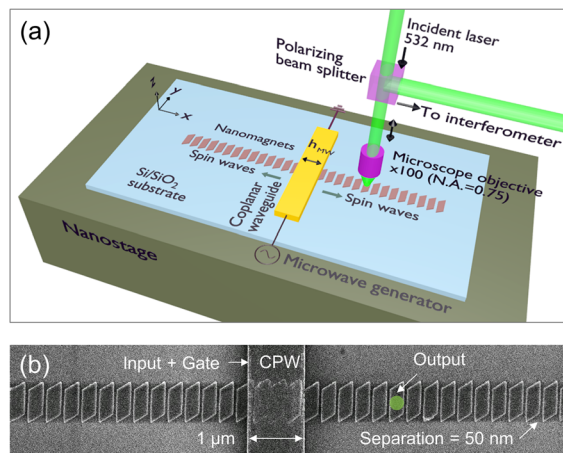 (a)
Incident laser
532 nm
Polarizing
beam splitter
To interferometer
z
y
x
Nanomagnets
hMW
Microscope objective
×100 (N.A.=0.75)
Spin waves
Spin waves
Si/SiO2
substrate
Coplanar
waveguide
Nanostage
Microwave generator
(b)
Input + Gate
CPW
Output
1 µm
Separation = 50 nm